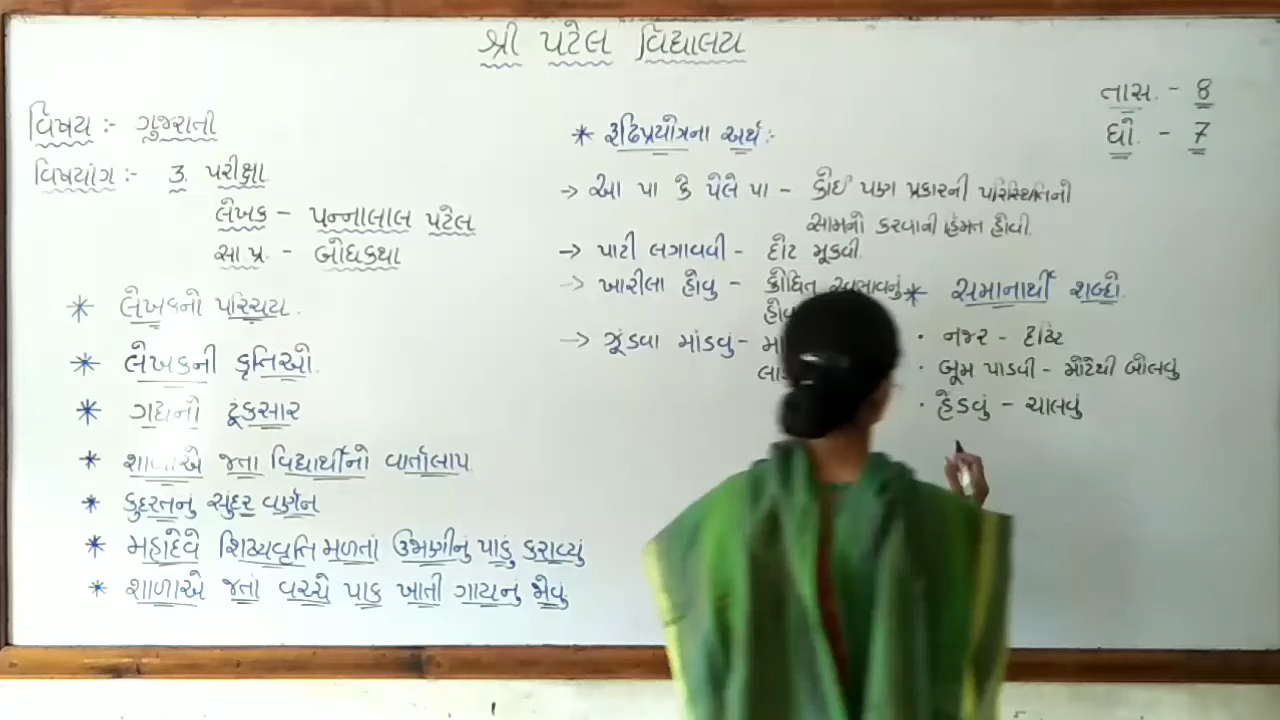 શ્રી પટેલ વિદ્યાલય
તાસ. - 8
ધો. - 7
વિષય :- ગુજરાતી
વિષયાંગ :- 3. પરીક્ષા
લેખક - પન્નાલાલ પટેલ
સા.પ્ર. - બોધકથા
* લેખકનો પરિચય.
* લેખકની કૃતિઓ.
* ગદ્યનો ટૂંકસાર
* શાળાએ જતા વિદ્યાર્થીનો વાર્તાલાપ
* કુદરતનું સુંદર વર્ણન
* મહાદેવે શિષ્યવૃતિ મળતાં ઉજાણીનું પાકું કરાવ્યું
* શાળાએ જતાં વચ્ચે પાક ખાતી ગાયનું જોવું
* રૂઢિપ્રયોગના અર્થ :-
→ આ પા કે પેલે પા - કોઈ પણ પ્રકારની પરિસ્થિતિનો
સામનો કરવાની હિંમત હોવી.
→ પાટી લગાવવી - દોટ મૂકવી.
→ ખારીલા હોવુ - ક્રોધિત
→ ઝૂંડવા માંડવું -
* સમાનાર્થી શબ્દો.
· નજર - દૃષ્ટિ
· બૂમ પાડવી - મોટેથી બોલવું
· હેંડવું - ચાલવું